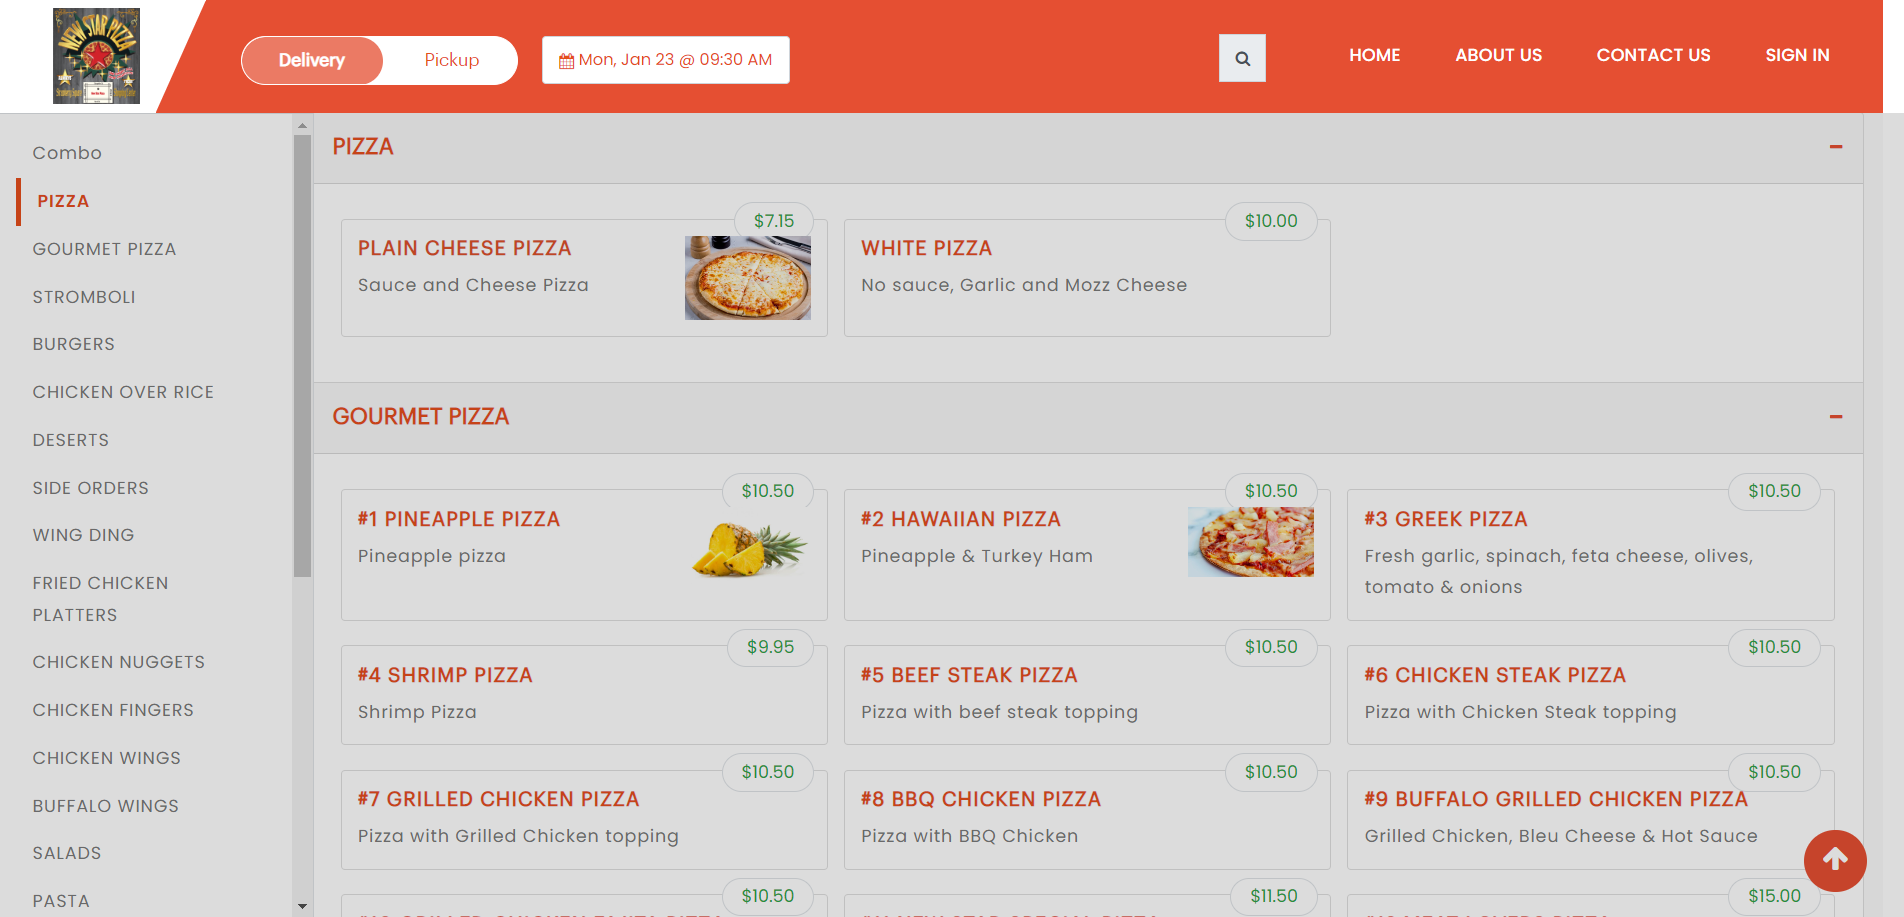 NEW STAR PIZZA
Delivery
Pickup
Mon, Jan 23 @ 09:30 AM
HOME
ABOUT US
CONTACT US
SIGN IN
Combo
PIZZA
GOURMET PIZZA
STROMBOLI
BURGERS
CHICKEN OVER RICE
DESERTS
SIDE ORDERS
WING DING
FRIED CHICKEN
PLATTERS
CHICKEN NUGGETS
CHICKEN FINGERS
CHICKEN WINGS
BUFFALO WINGS
SALADS
PASTA
PIZZA
$7.15
PLAIN CHEESE PIZZA
Sauce and Cheese Pizza
$10.00
WHITE PIZZA
No sauce, Garlic and Mozz Cheese
GOURMET PIZZA
$10.50
#1 PINEAPPLE PIZZA
Pineapple pizza
$10.50
#2 HAWAIIAN PIZZA
Pineapple & Turkey Ham
$10.50
#3 GREEK PIZZA
Fresh garlic, spinach, feta cheese, olives,
tomato & onions
$9.95
#4 SHRIMP PIZZA
Shrimp Pizza
$10.50
#5 BEEF STEAK PIZZA
Pizza with beef steak topping
$10.50
#6 CHICKEN STEAK PIZZA
Pizza with Chicken Steak topping
$10.50
#7 GRILLED CHICKEN PIZZA
Pizza with Grilled Chicken topping
$10.50
#8 BBQ CHICKEN PIZZA
Pizza with BBQ Chicken
$10.50
#9 BUFFALO GRILLED CHICKEN PIZZA
Grilled Chicken, Bleu Cheese & Hot Sauce
$10.50
$11.50
$15.00